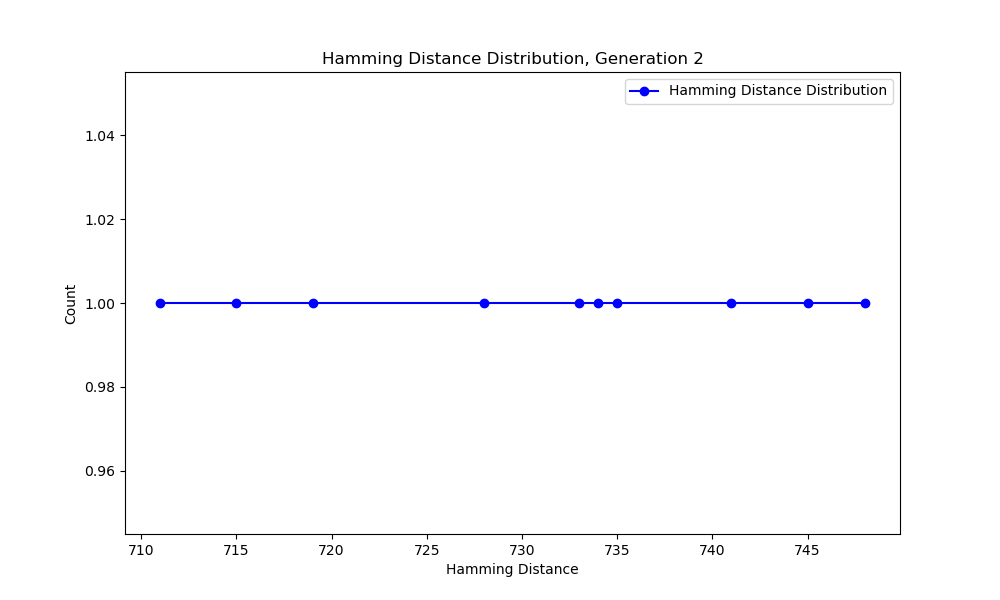 Hamming Distance Distribution, Generation 2
Hamming Distance Distribution
1.04
1.02
1.00
0.98
0.96
Count
710 715 720 725 730 735 740 745
Hamming Distance